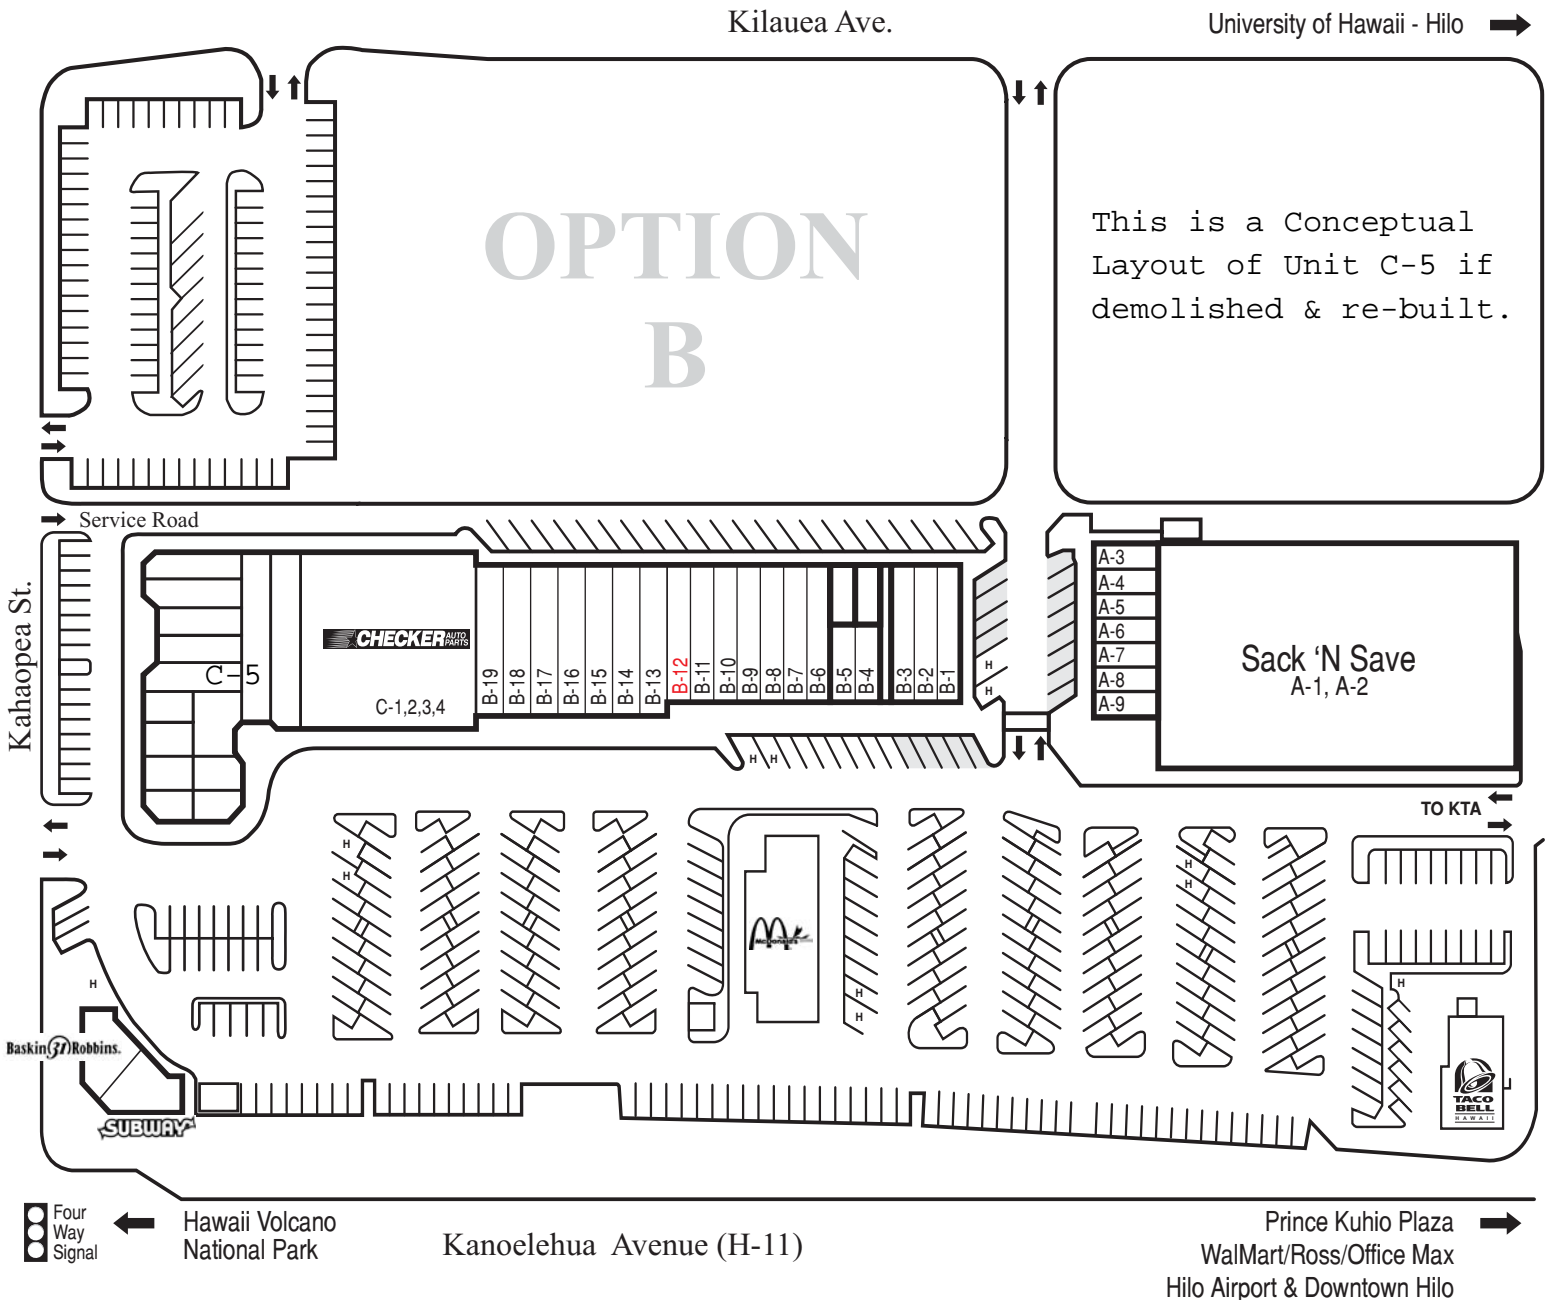 Kilauea Ave.
University of Hawaii - Hilo
OPTION
B
This is a Conceptual
Layout of Unit C-5 if
demolished & re-built.
Service Road
Kahaopea St.
C-5
CHECKER AUTO PARTS
C-1,2,3,4
B-19
B-18
B-17
B-16
B-15
B-14
B-13
B-12
B-11
B-10
B-9
B-8
B-7
B-6
B-5
B-4
B-3
B-2
B-1
H
H
A-3
A-4
A-5
A-6
A-7
A-8
A-9
Sack 'N Save
A-1, A-2
H H
TO KTA
H
H
H
H
McDonald's
H
H
H
H
Baskin 31 Robbins.
SUBWAY
TACO
BELL
HAWAII
Four
Way
Signal
Hawaii Volcano
National Park
Kanoelehua Avenue (H-11)
Prince Kuhio Plaza
WalMart/Ross/Office Max
Hilo Airport & Downtown Hilo